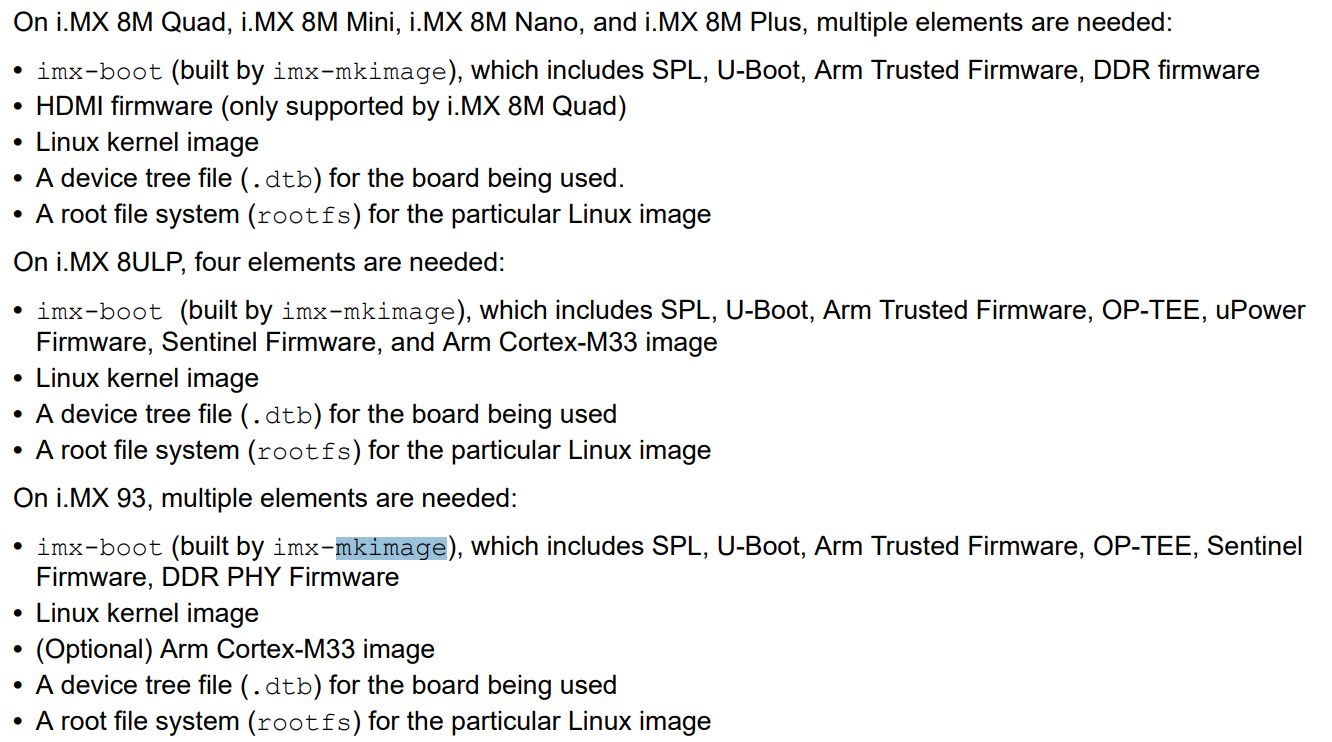 On i.MX 8M Quad, i.MX 8M Mini, i.MX 8M Nano, and i.MX 8M Plus, multiple elements are needed:
• imx-boot (built by imx-mkimage), which includes SPL, U-Boot, Arm Trusted Firmware, DDR firmware
• HDMI firmware (only supported by i.MX 8M Quad)
• Linux kernel image
• A device tree file (.dtb) for the board being used.
• A root file system (rootfs) for the particular Linux image
On i.MX 8ULP, four elements are needed:
• imx-boot (built by imx-mkimage), which includes SPL, U-Boot, Arm Trusted Firmware, OP-TEE, uPower
Firmware, Sentinel Firmware, and Arm Cortex-M33 image
• Linux kernel image
• A device tree file (.dtb) for the board being used
• A root file system (rootfs) for the particular Linux image
On i.MX 93, multiple elements are needed:
• imx-boot (built by imx-mkimage), which includes SPL, U-Boot, Arm Trusted Firmware, OP-TEE, Sentinel
Firmware, DDR PHY Firmware
• Linux kernel image
• (Optional) Arm Cortex-M33 image
• A device tree file (.dtb) for the board being used
• A root file system (rootfs) for the particular Linux image